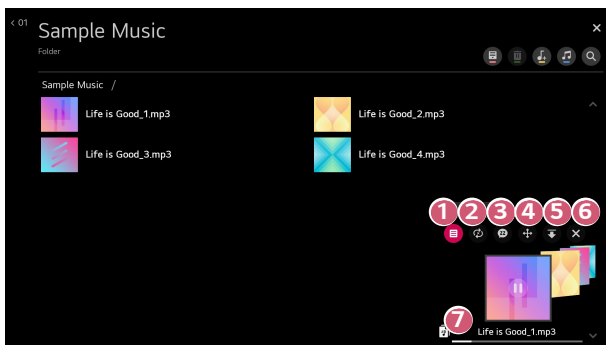 < 01
Sample Music
Folder
Sample Music /
Life is Good_1.mp3
Life is Good_2.mp3
Life is Good_3.mp3
Life is Good_4.mp3
1 2 3 4 5 6
7
Life is Good_1.mp3